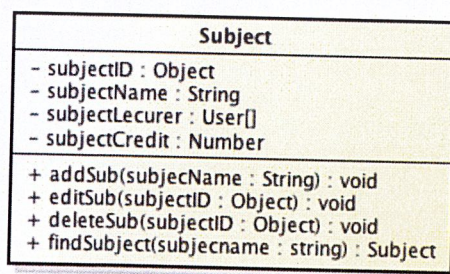 Subject
- subjectID : Object
- subjectName : String
- subjectLecurer : User[]
- subjectCredit : Number
+ addSub(subjecName : String) : void
+ editSub(subjectID : Object) : void
+ deleteSub(subjectID : Object) : void
+ findSubject(subjecname : string) : Subject